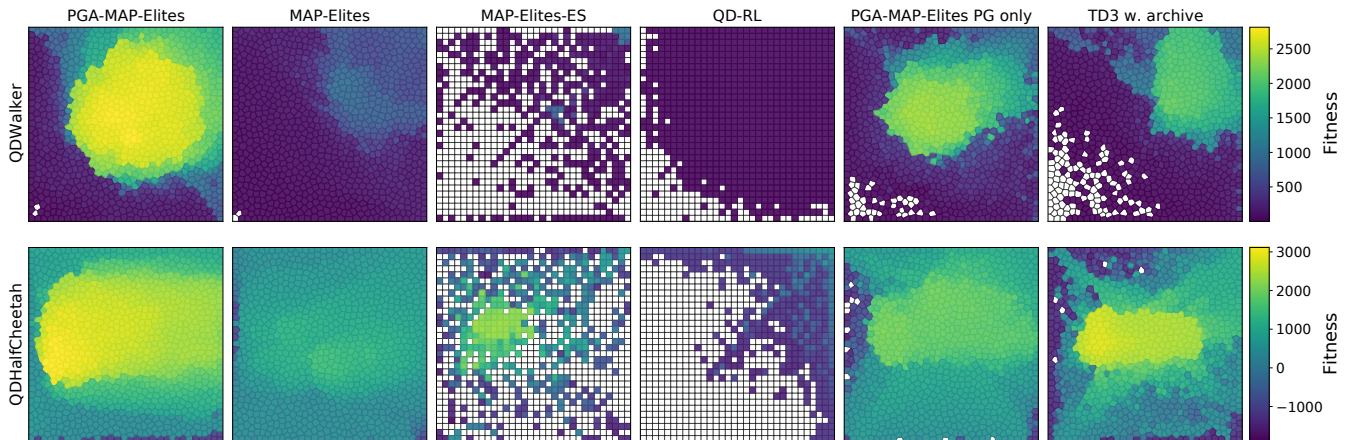 PGA-MAP-Elites
MAP-Elites
MAP-Elites-ES
QD-RL
PGA-MAP-Elites PG only
TD3 w. archive
QDWalker
2500
2000
1500
1000
500
Fitness
QDHalfCheetah
3000
2000
1000
0
−1000
Fitness